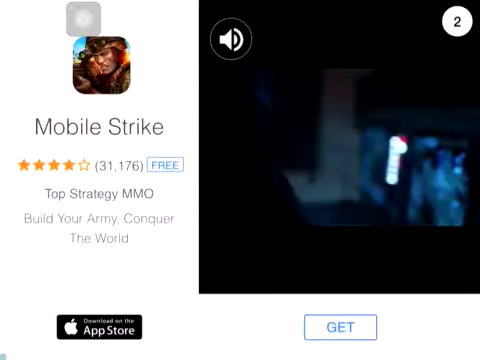 2
Mobile Strike
(31,176) FREE
Top Strategy MMO
Build Your Army, Conquer
The World
Download on the
App Store
GET